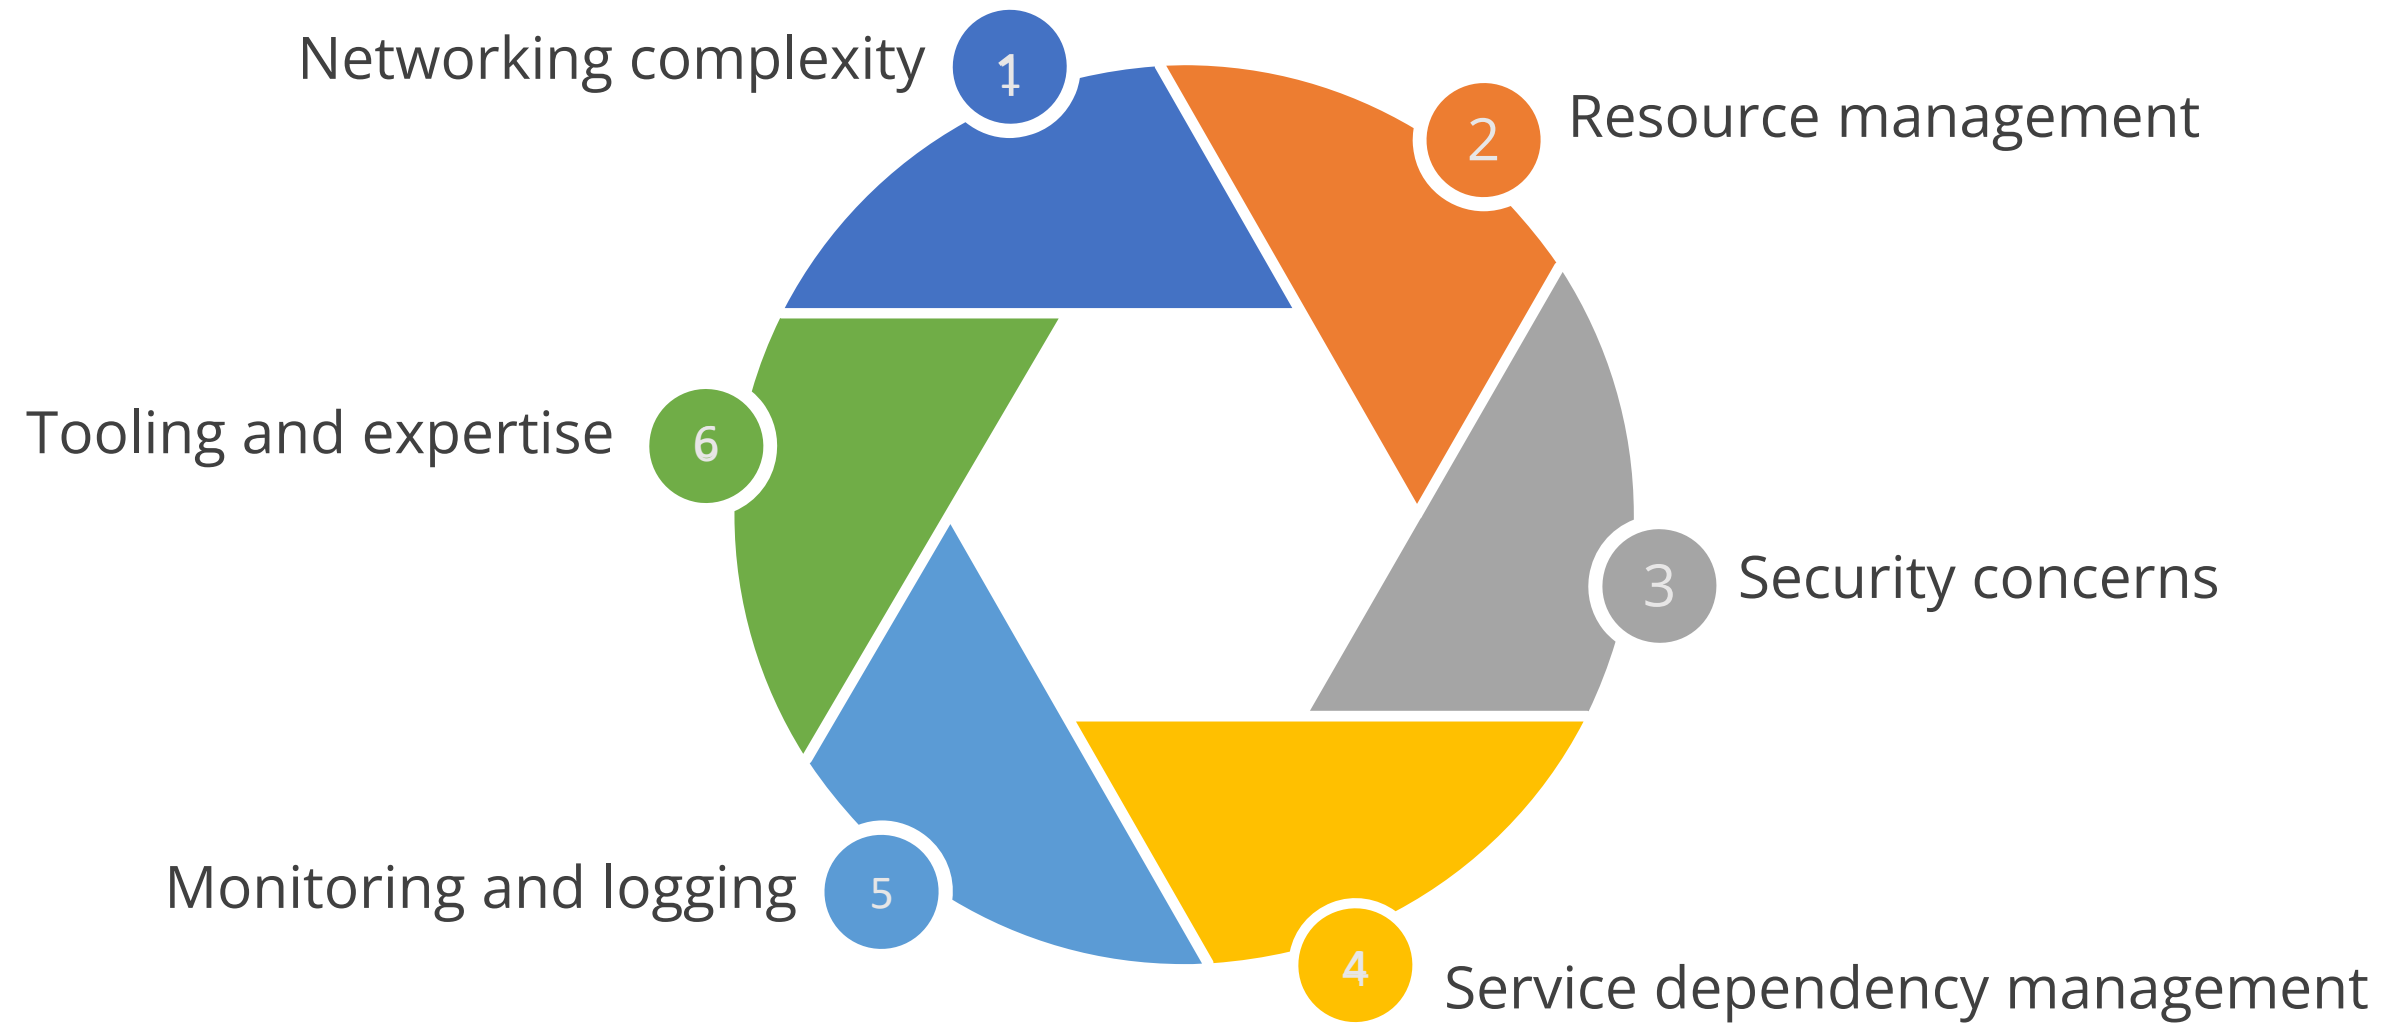 Networking complexity
1
2
Resource management
Tooling and expertise
6
3
Security concerns
Monitoring and logging
5
4
Service dependency management